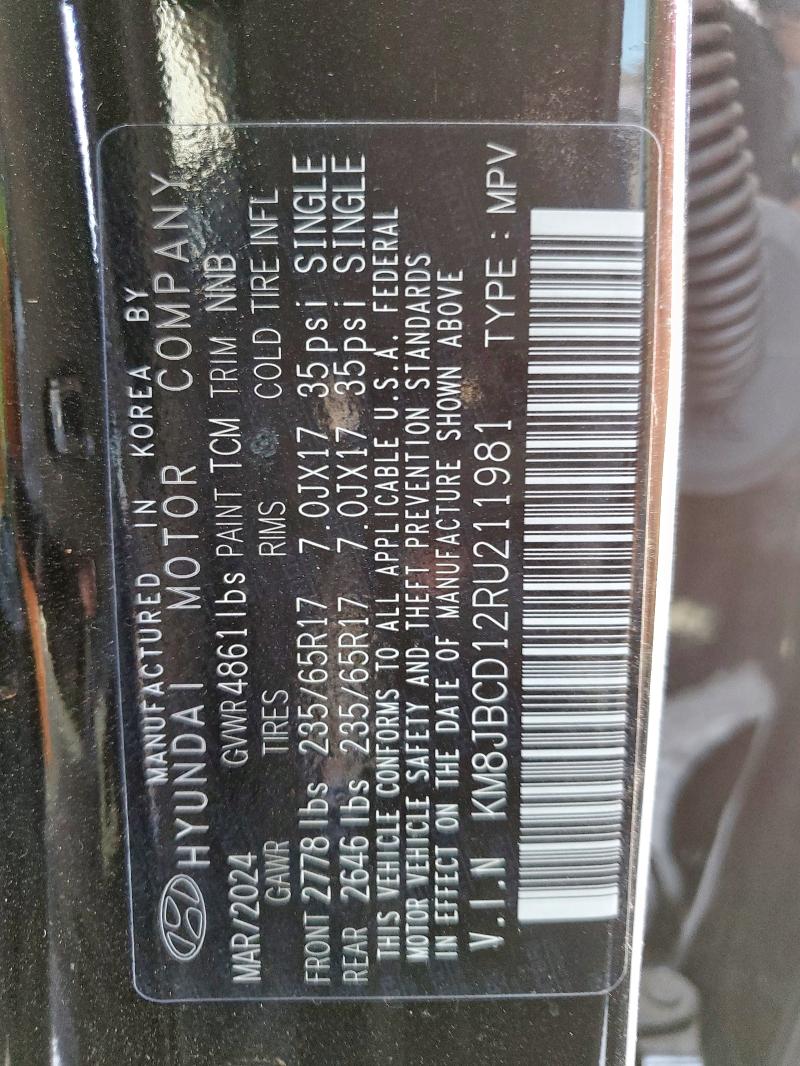 MANUFACTURED IN KOREA BY
HYUNDAI MOTOR COMPANY
MAR/2024 GVWR 4861 lbs PAINT TCM TRIM NNB
GAWR TIRES RIMS COLD TIRE INFL
FRONT 2778 lbs 235/65R17 7.0JX17 35psi SINGLE
REAR 2646 lbs 235/65R17 7.0JX17 35psi SINGLE
THIS VEHICLE CONFORMS TO ALL APPLICABLE U.S.A. FEDERAL
MOTOR VEHICLE SAFETY AND THEFT PREVENTION STANDARDS
IN EFFECT ON THE DATE OF MANUFACTURE SHOWN ABOVE
V.I.N KM8JBCD12RU211981 TYPE : MPV